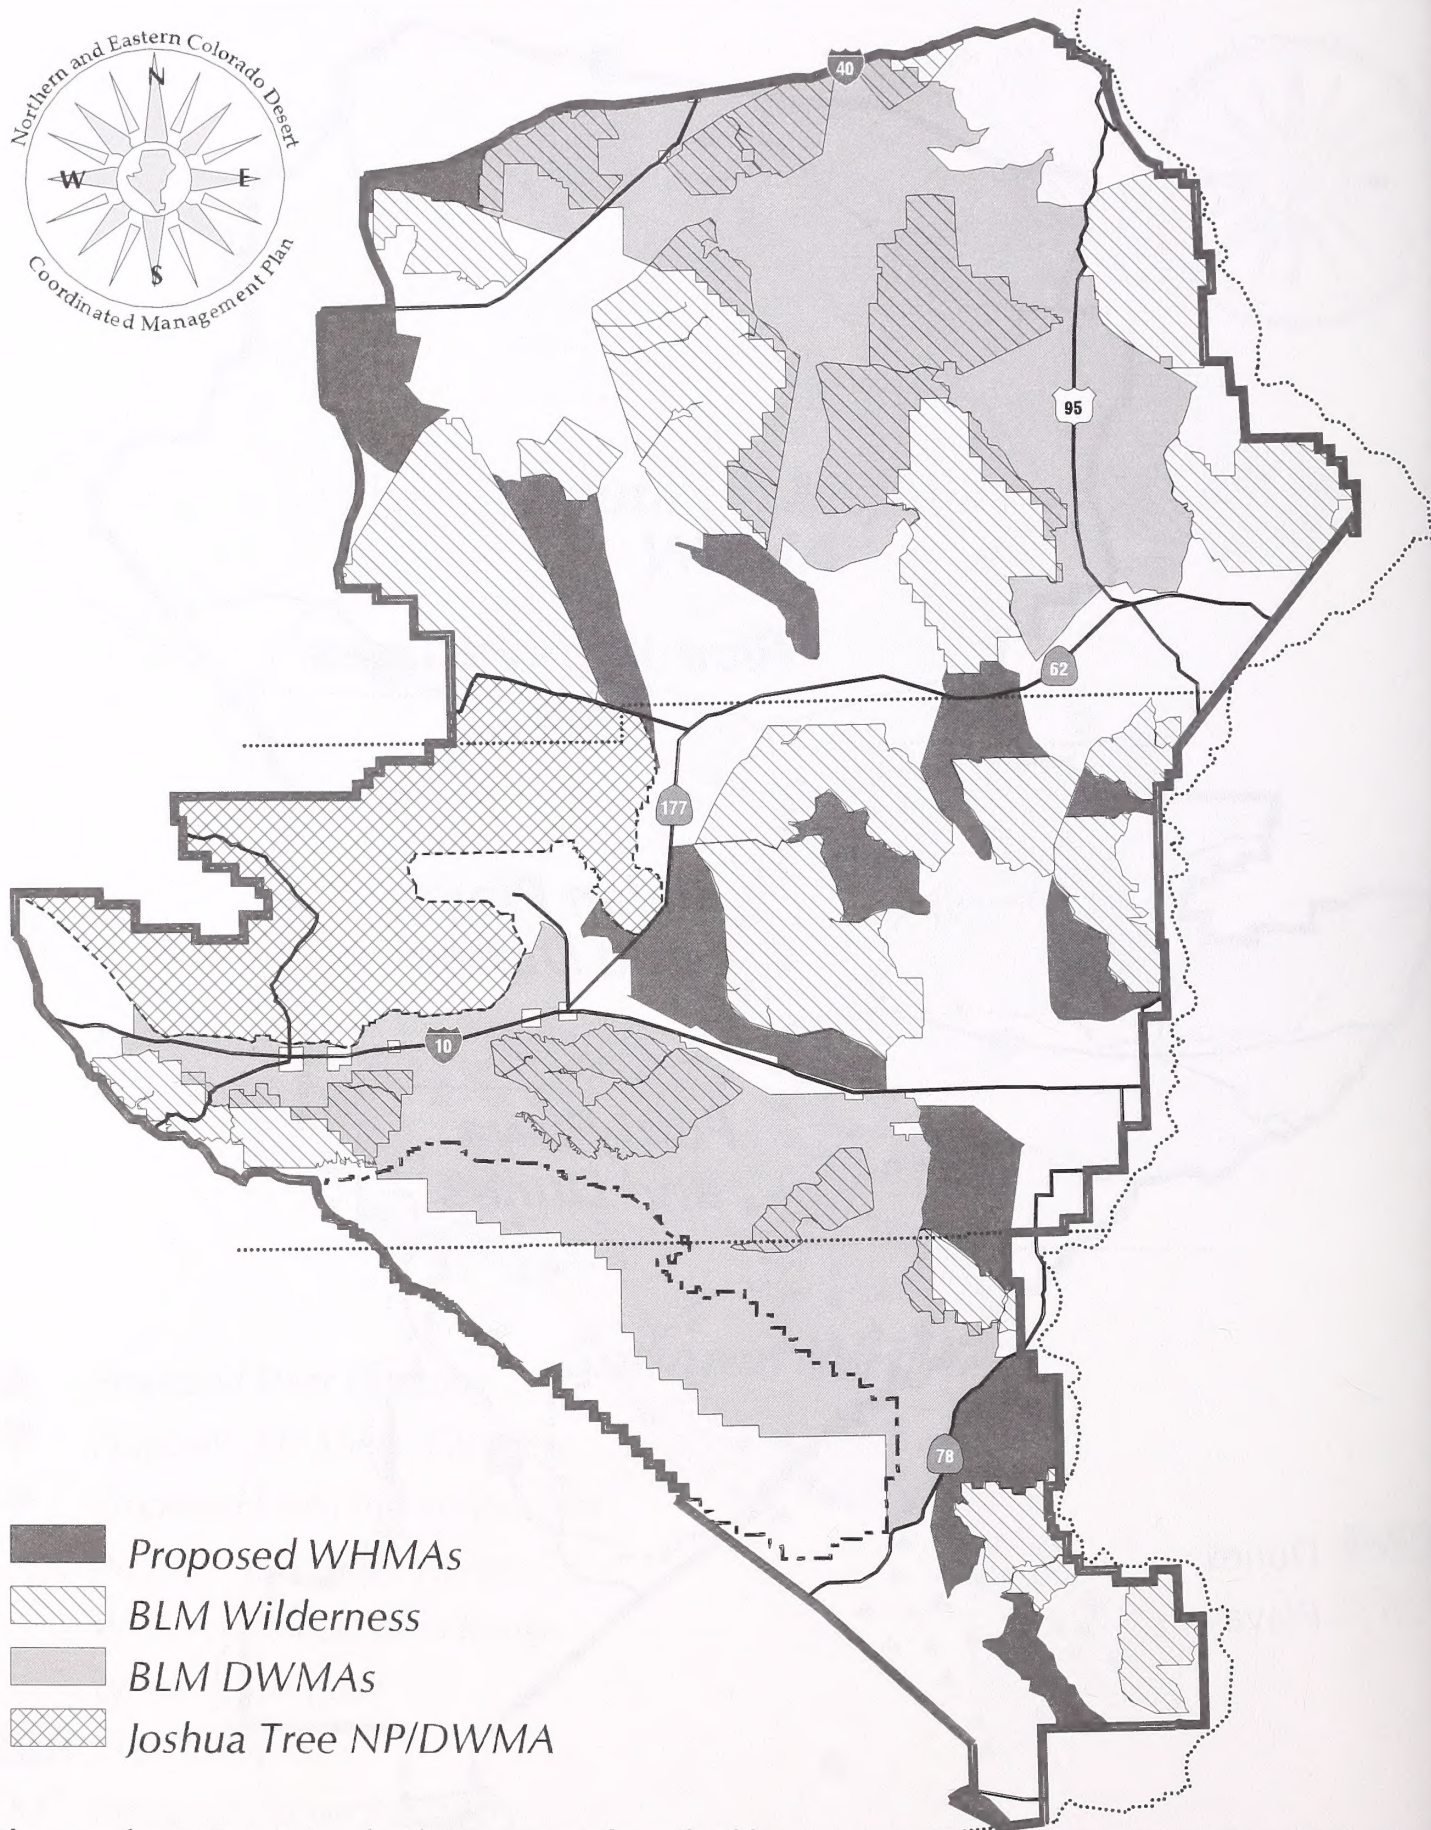 Northern and Eastern Colorado Desert
N
W
E
S
Coordinated Management Plan
40
95
62
177
10
78
Proposed WHMAs
BLM Wilderness
BLM DWMAs
Joshua Tree NP/DWMA